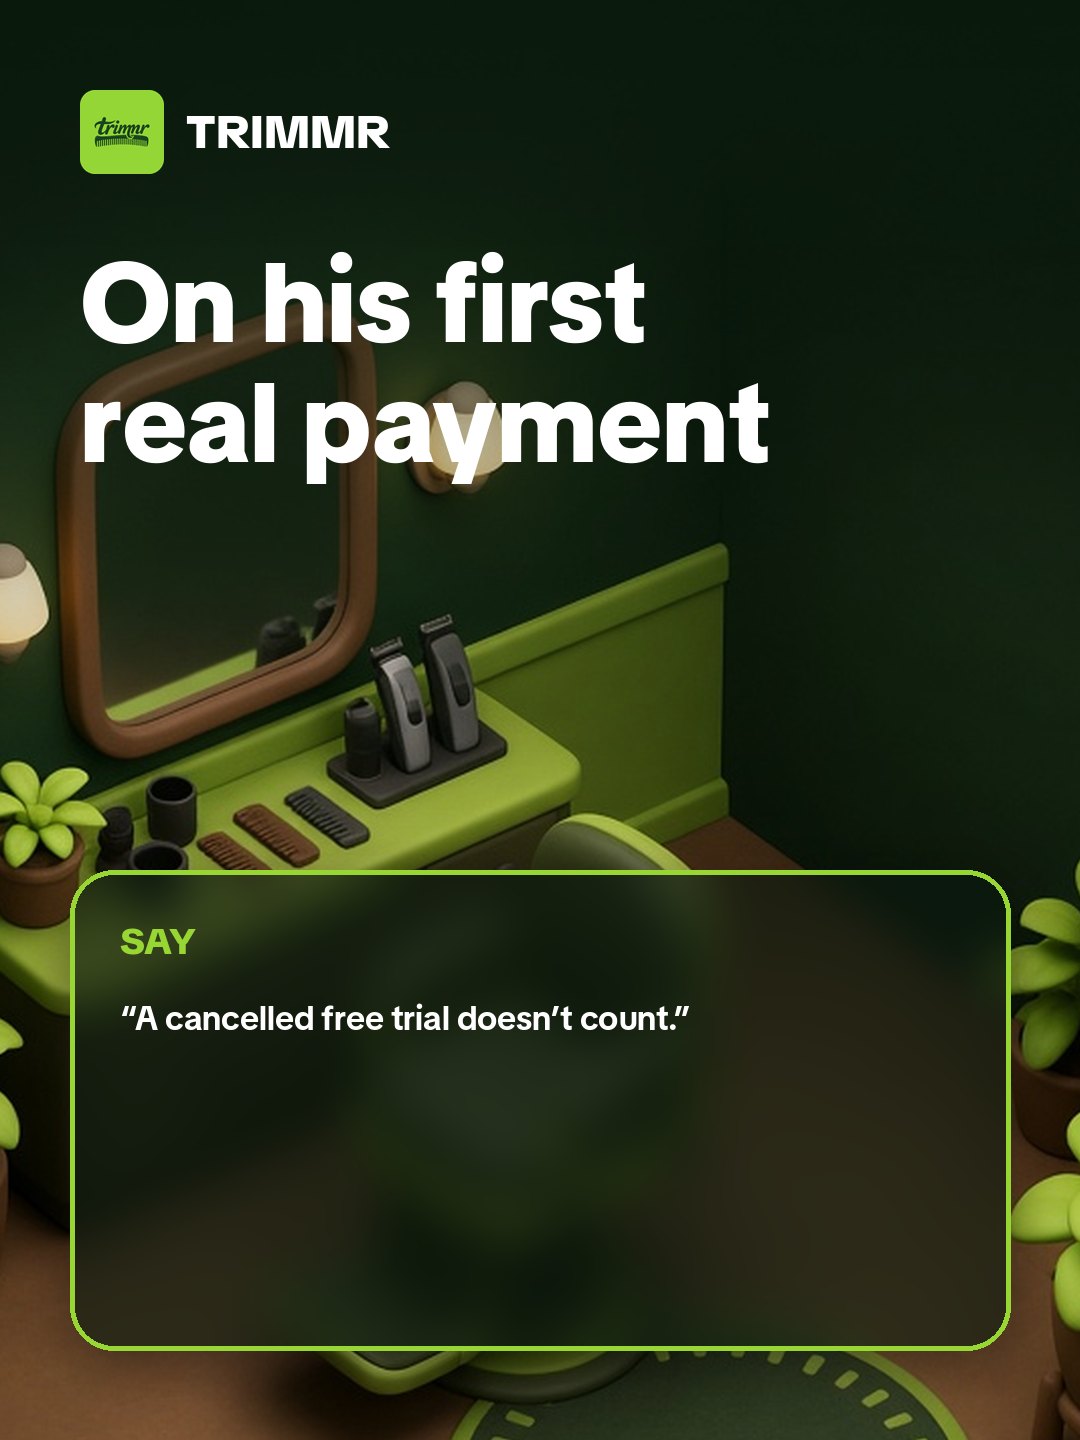 trimmr
TRIMMR
On his first
real payment
SAY
“A cancelled free trial doesn’t count.”